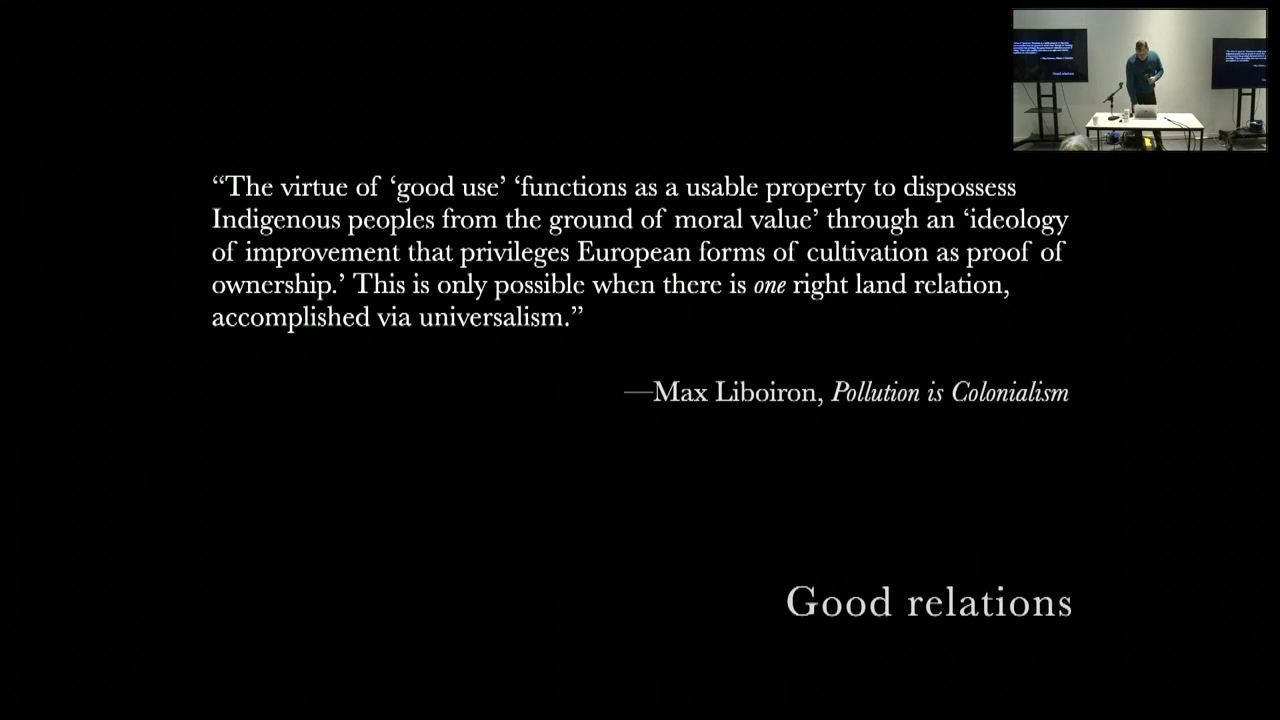 “The virtue of ‘good use’ ‘functions as a usable property to dispossess
Indigenous peoples from the ground of moral value’ through an ‘ideology
of improvement that privileges European forms of cultivation as proof of
ownership.’ This is only possible when there is one right land relation,
accomplished via universalism.”
—Max Liboiron, Pollution is Colonialism
Good relations